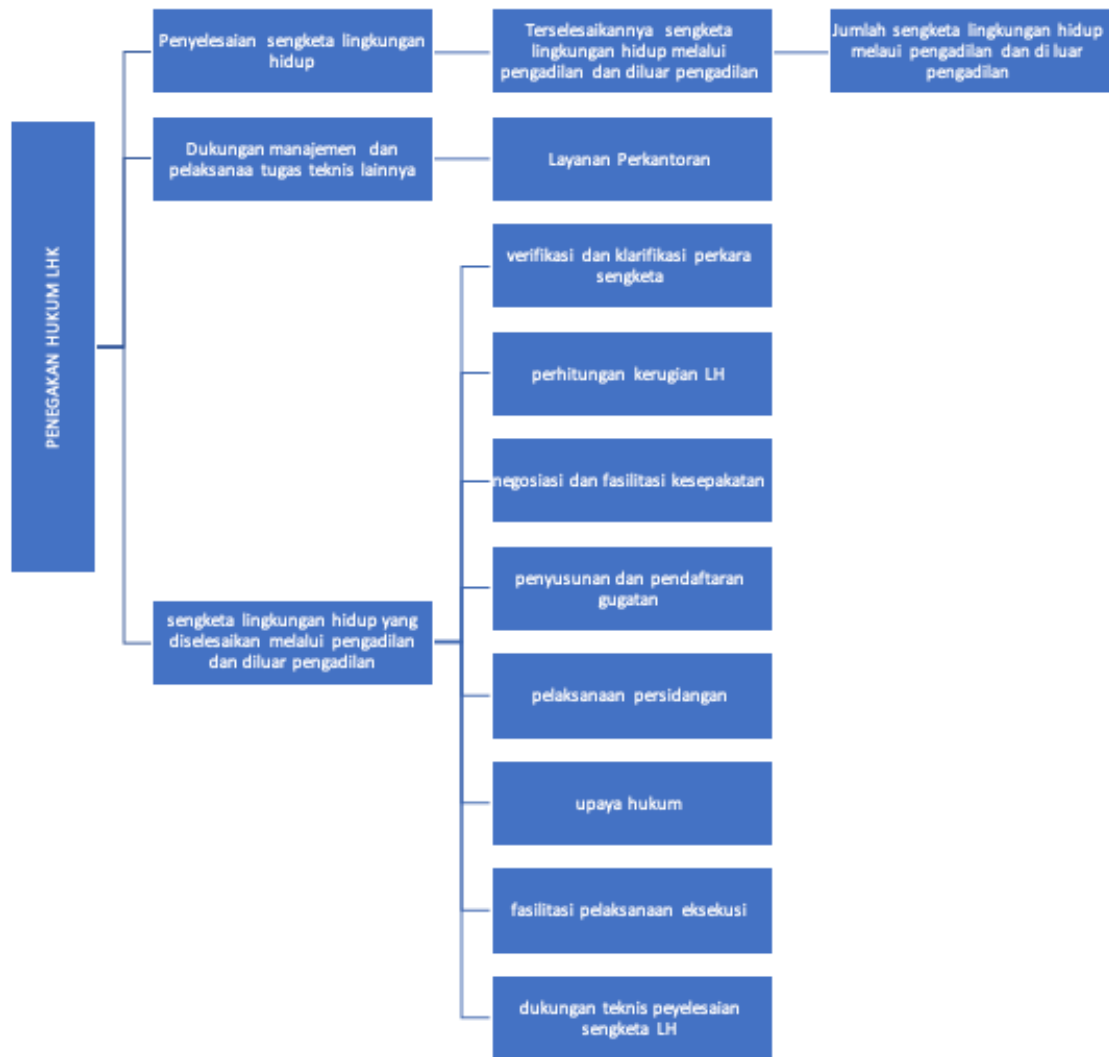 Penyelesaian sengketa lingkungan
hidup
Terselesaikannya sengketa
lingkungan hidup melalui
pengadilan dan diluar pengadilan
Jumlah sengketa lingkungan hidup
melaui pengadilan dan di luar
pengadilan
PENEGAKAN HUKUM LHK
Dukungan manajemen dan
pelaksanaa tugas teknis lainnya
Layanan Perkantoran
sengketa lingkungan hidup yang
diselesaikan melalui pengadilan
dan diluar pengadilan
verifikasi dan klarifikasi perkara
sengketa
perhitungan kerugian LH
negosiasi dan fasilitasi kesepakatan
penyusunan dan pendaftaran
gugatan
pelaksanaan persidangan
upaya hukum
fasilitasi pelaksanaan eksekusi
dukungan teknis peyelesaian
sengketa LH